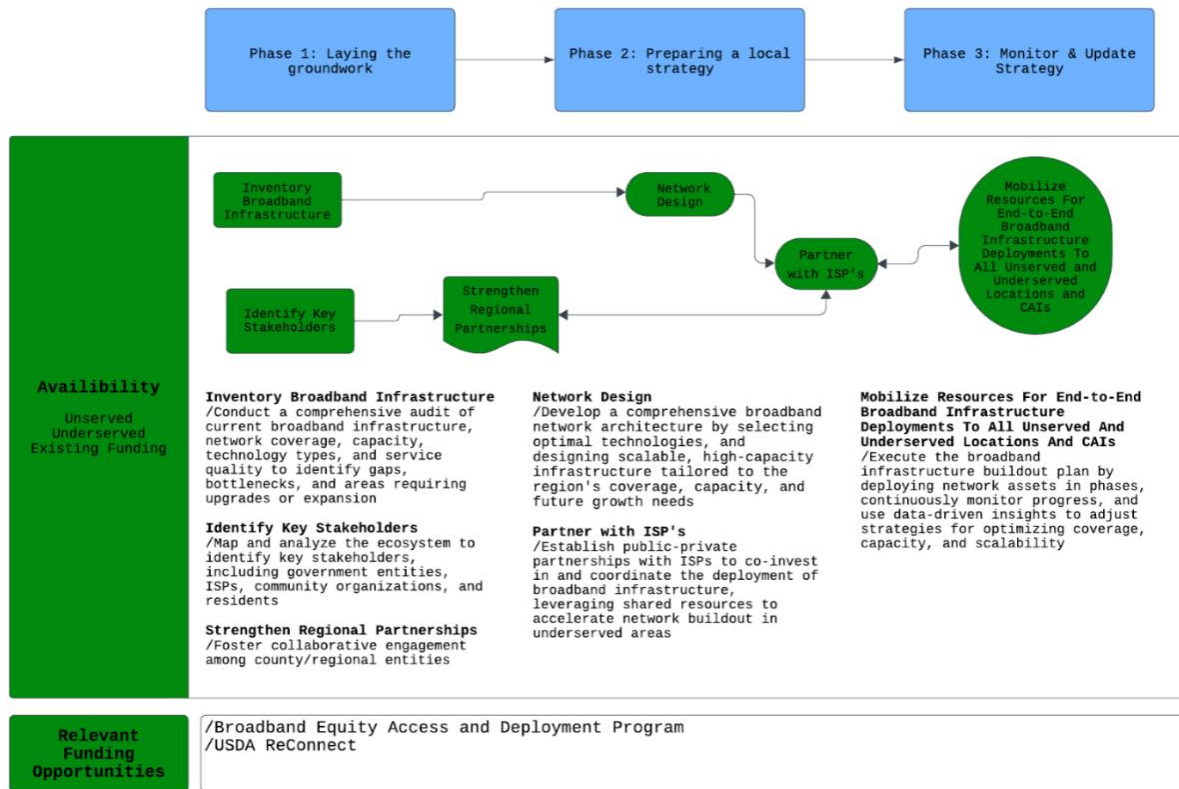 Phase 1: Laying the
groundwork
Phase 2: Preparing a local
strategy
Phase 3: Monitor & Update
Strategy
Availibility
Unserved
Underserved
Existing Funding
Inventory
Broadband
Infrastructure
Network
Design
Mobilize
Resources For
End-to-End
Broadband
Infrastructure
Deployments To
All Unserved and
Underserved
Locations and
CAIs
Partner
with ISP's
Identify Key
Stakeholders
Strengthen
Regional
Partnerships
Inventory Broadband Infrastructure
/Conduct a comprehensive audit of
current broadband infrastructure,
network coverage, capacity,
technology types, and service
quality to identify gaps,
bottlenecks, and areas requiring
upgrades or expansion
Identify Key Stakeholders
/Map and analyze the ecosystem to
identify key stakeholders,
including government entities,
ISPs, community organizations, and
residents
Strengthen Regional Partnerships
/Foster collaborative engagement
among county/regional entities
Network Design
/Develop a comprehensive broadband
network architecture by selecting
optimal technologies, and
designing scalable, high-capacity
infrastructure tailored to the
region's coverage, capacity, and
future growth needs
Partner with ISP's
/Establish public-private
partnerships with ISPs to co-invest
in and coordinate the deployment of
broadband infrastructure,
leveraging shared resources to
accelerate network buildout in
underserved areas
Mobilize Resources For End-to-End
Broadband Infrastructure
Deployments To All Unserved And
Underserved Locations And CAIs
/Execute the broadband
infrastructure buildout plan by
deploying network assets in phases,
continuously monitor progress, and
use data-driven insights to adjust
strategies for optimizing coverage,
capacity, and scalability
Relevant
Funding
Opportunities
/Broadband Equity Access and Deployment Program
/USDA ReConnect